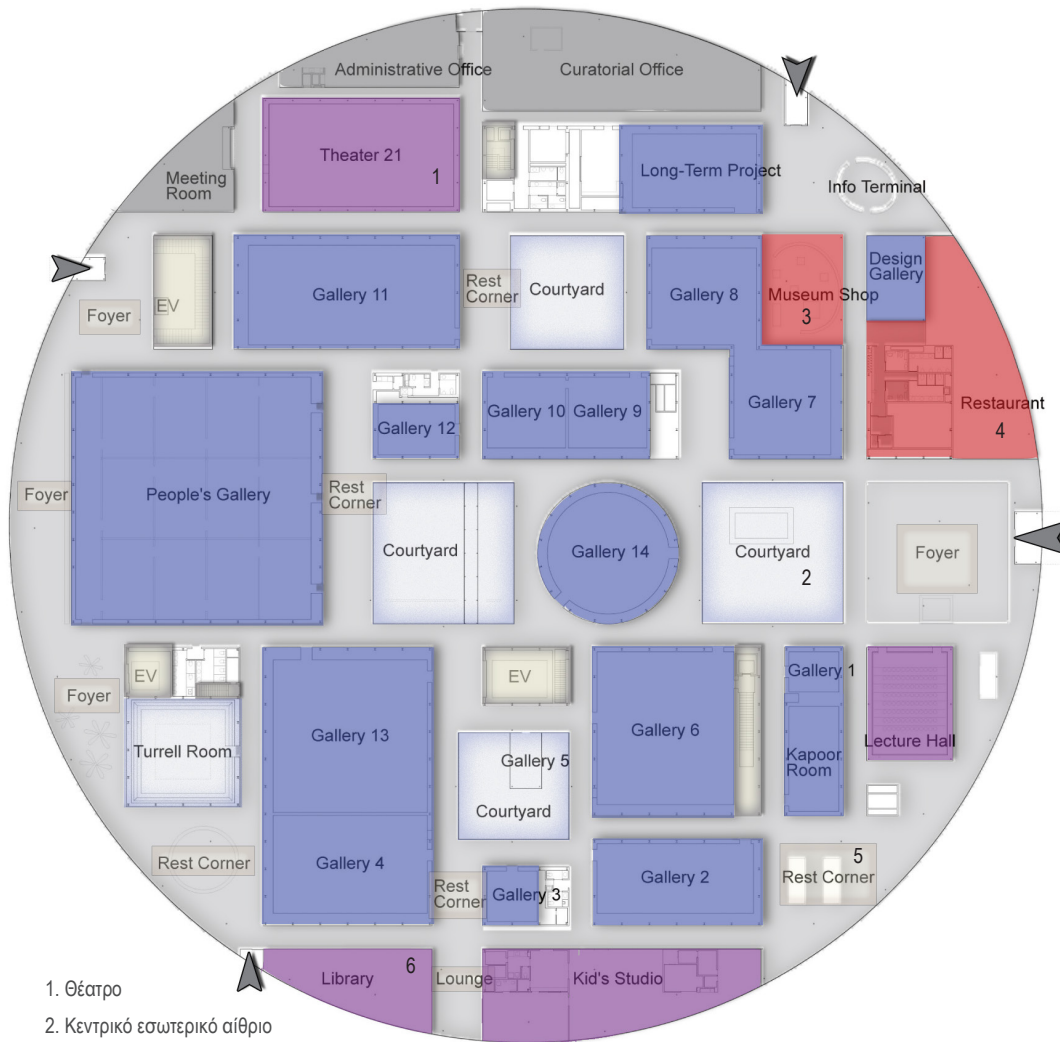 Administrative Office
Curatorial Office
Theater 21
1
Meeting
Room
Long-Term Project
Info Terminal
Foyer
EV
Gallery 11
Rest
Corner
Courtyard
Gallery 8
Museum Shop
3
Design
Gallery
Gallery 12
Gallery 10
Gallery 9
Gallery 7
Restaurant
4
Foyer
People's Gallery
Rest
Corner
Courtyard
Gallery 14
Courtyard
2
Foyer
EV
Foyer
Turrell Room
Gallery 13
EV
Gallery 5
Courtyard
Gallery 6
Gallery 1
Kapoor
Room
Lecture Hall
Rest Corner
Gallery 4
Rest
Corner
Gallery 3
Gallery 2
5
Rest Corner
Library
6
Lounge
Kid's Studio
1. Θέατρο
2. Κεντρικό εσωτερικό αίθριο